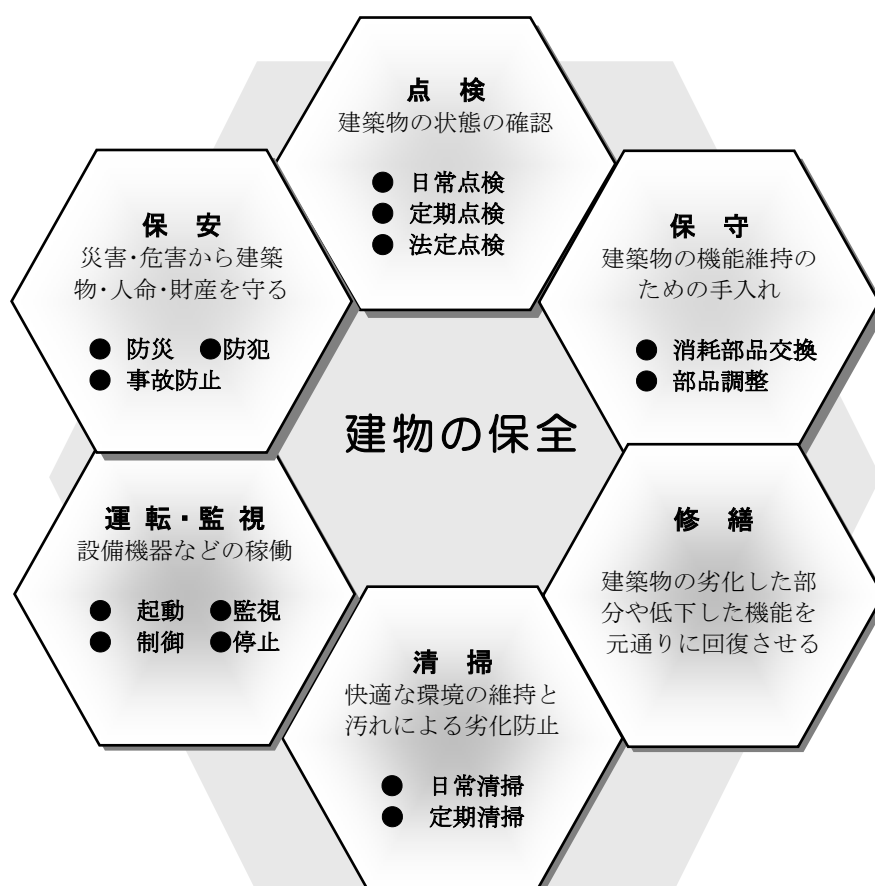 点 検
建築物の状態の確認
● 日常点検
● 定期点検
● 法定点検
保 安
災害・危害から建築
物・人命・財産を守る
● 防災 ●防犯
● 事故防止
保 守
建築物の機能維持の
ための手入れ
● 消耗部品交換
● 部品調整
建物の保全
運 転・監 視
設備機器などの稼働
● 起動 ●監視
● 制御 ●停止
修 繕
建築物の劣化した部
分や低下した機能を
元通りに回復させる
清 掃
快適な環境の維持と
汚れによる劣化防止
● 日常清掃
● 定期清掃